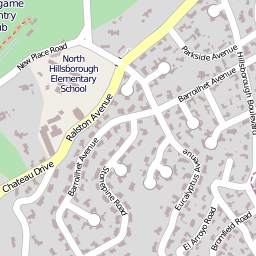 game
ntry
ub
New Place Road
North
Hillsborough
Elementary
School
Parkside Avenue
Hillsborough Boulevard
Barroilhet Avenue
Ralston Avenue
Chateau Drive
Barroilhet Avenue
Stonepine Road
Eucalyptus Avenue
El Arroyo Road
Bromfield Road